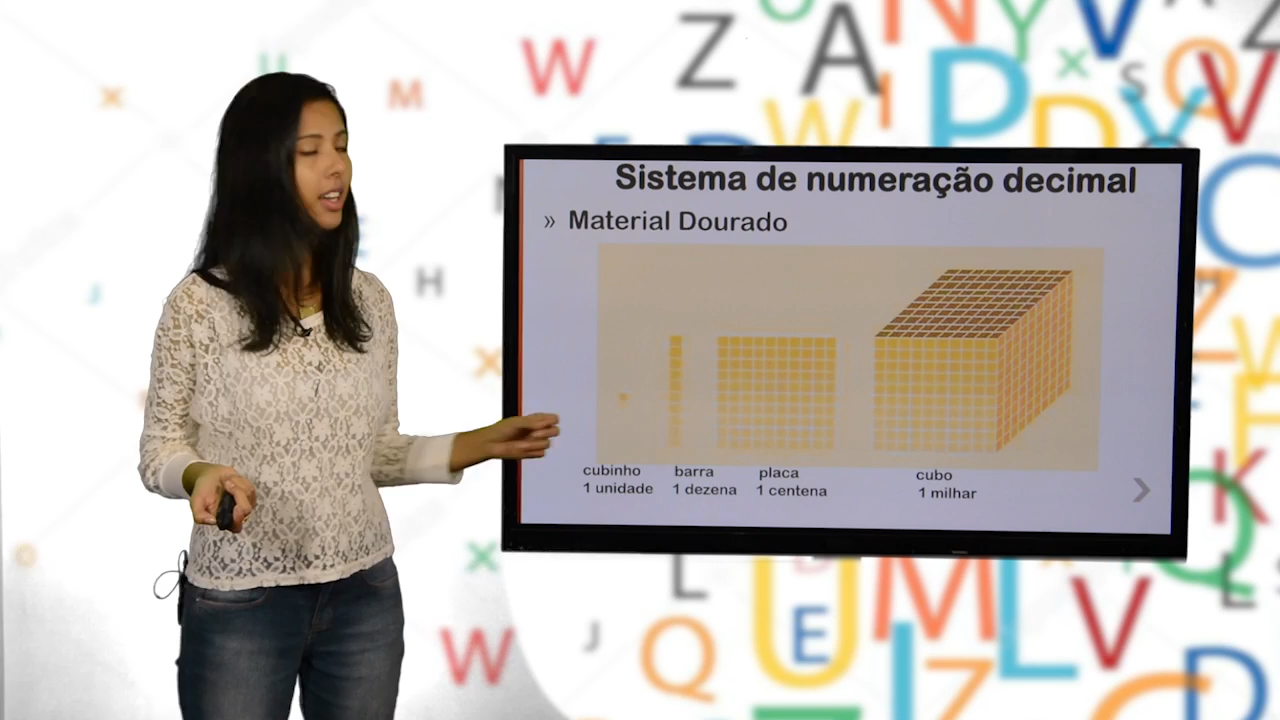 Sistema de numeração decimal
» Material Dourado
cubinho barra placa cubo
1 unidade 1 dezena 1 centena 1 milhar